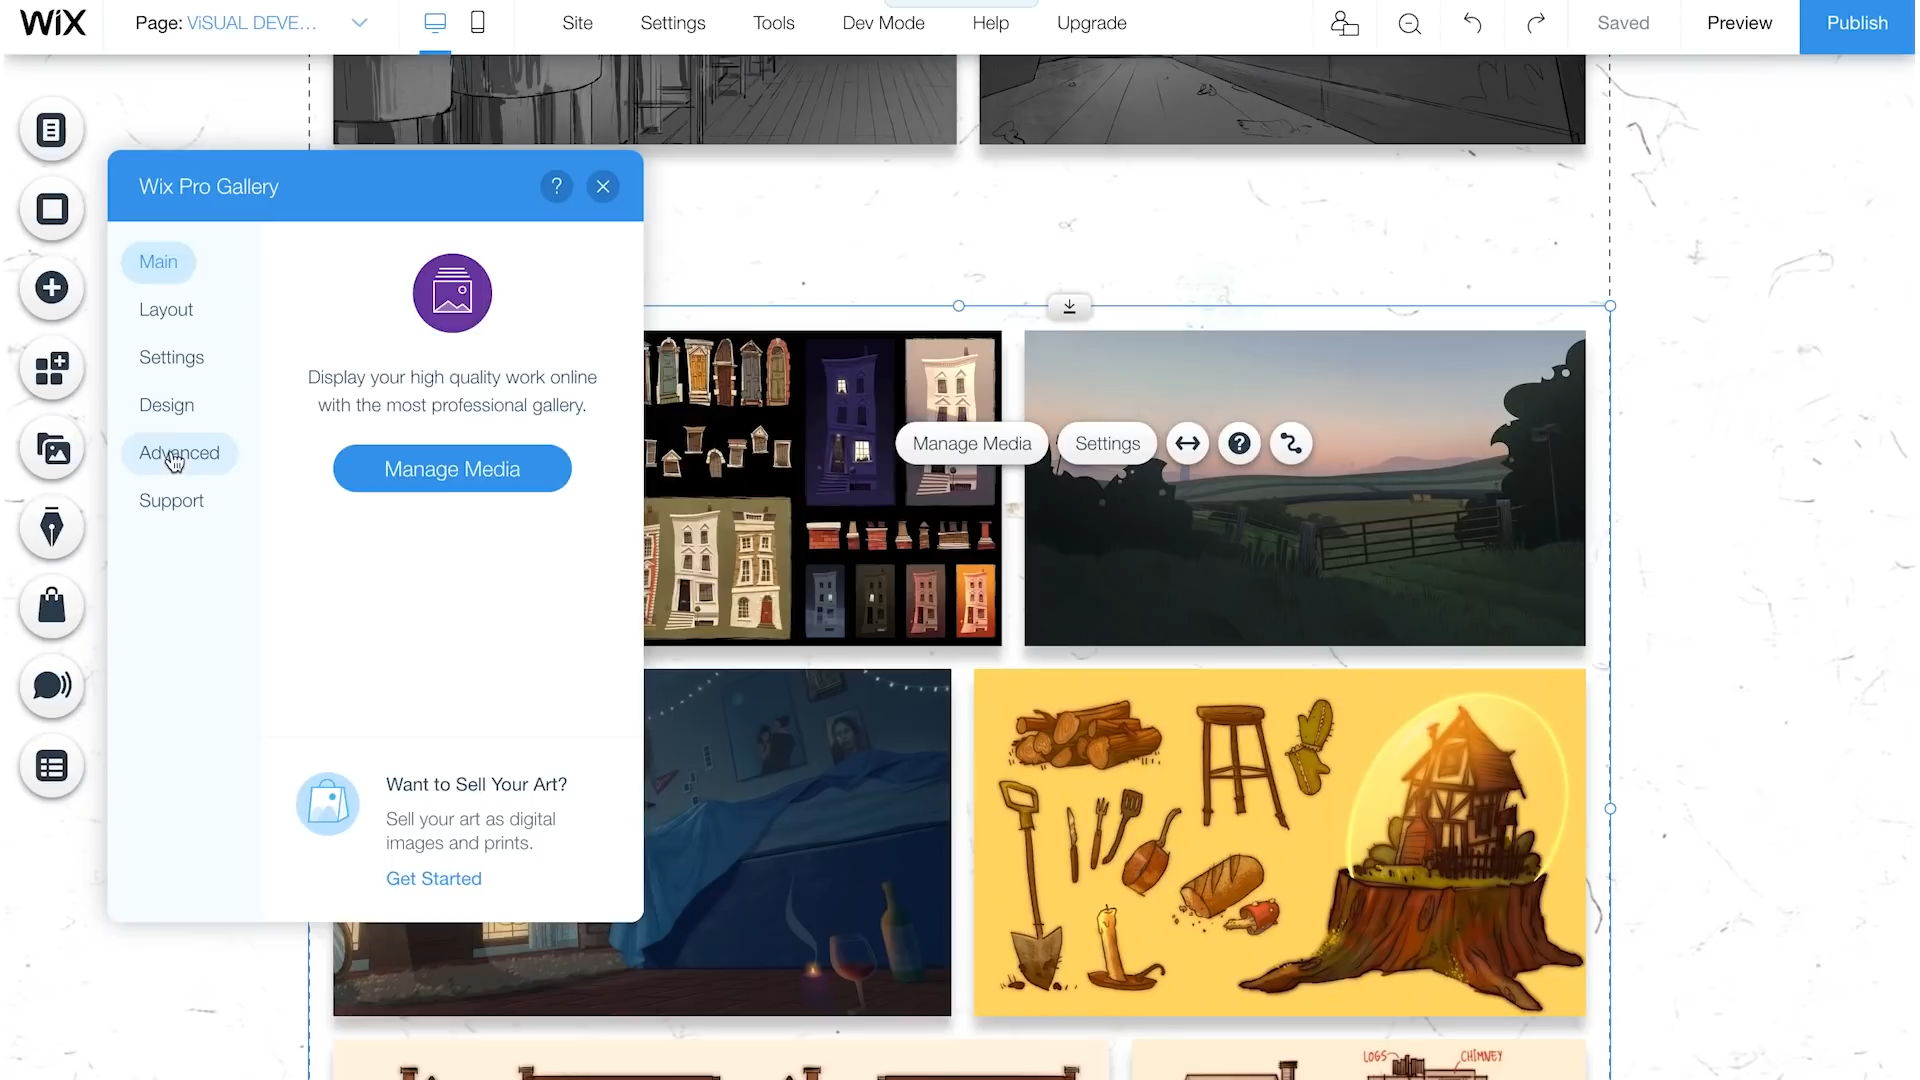 WiX
Page: ViSUAL DEVE...
Site
Settings
Tools
Dev Mode
Help
Upgrade
Saved
Preview
Publish
Wix Pro Gallery
?
Main
Layout
Settings
Design
Advanced
Support
Display your high quality work online
with the most professional gallery.
Manage Media
Want to Sell Your Art?
Sell your art as digital
images and prints.
Get Started
Manage Media
Settings
?
LOGS
CHIMNEY